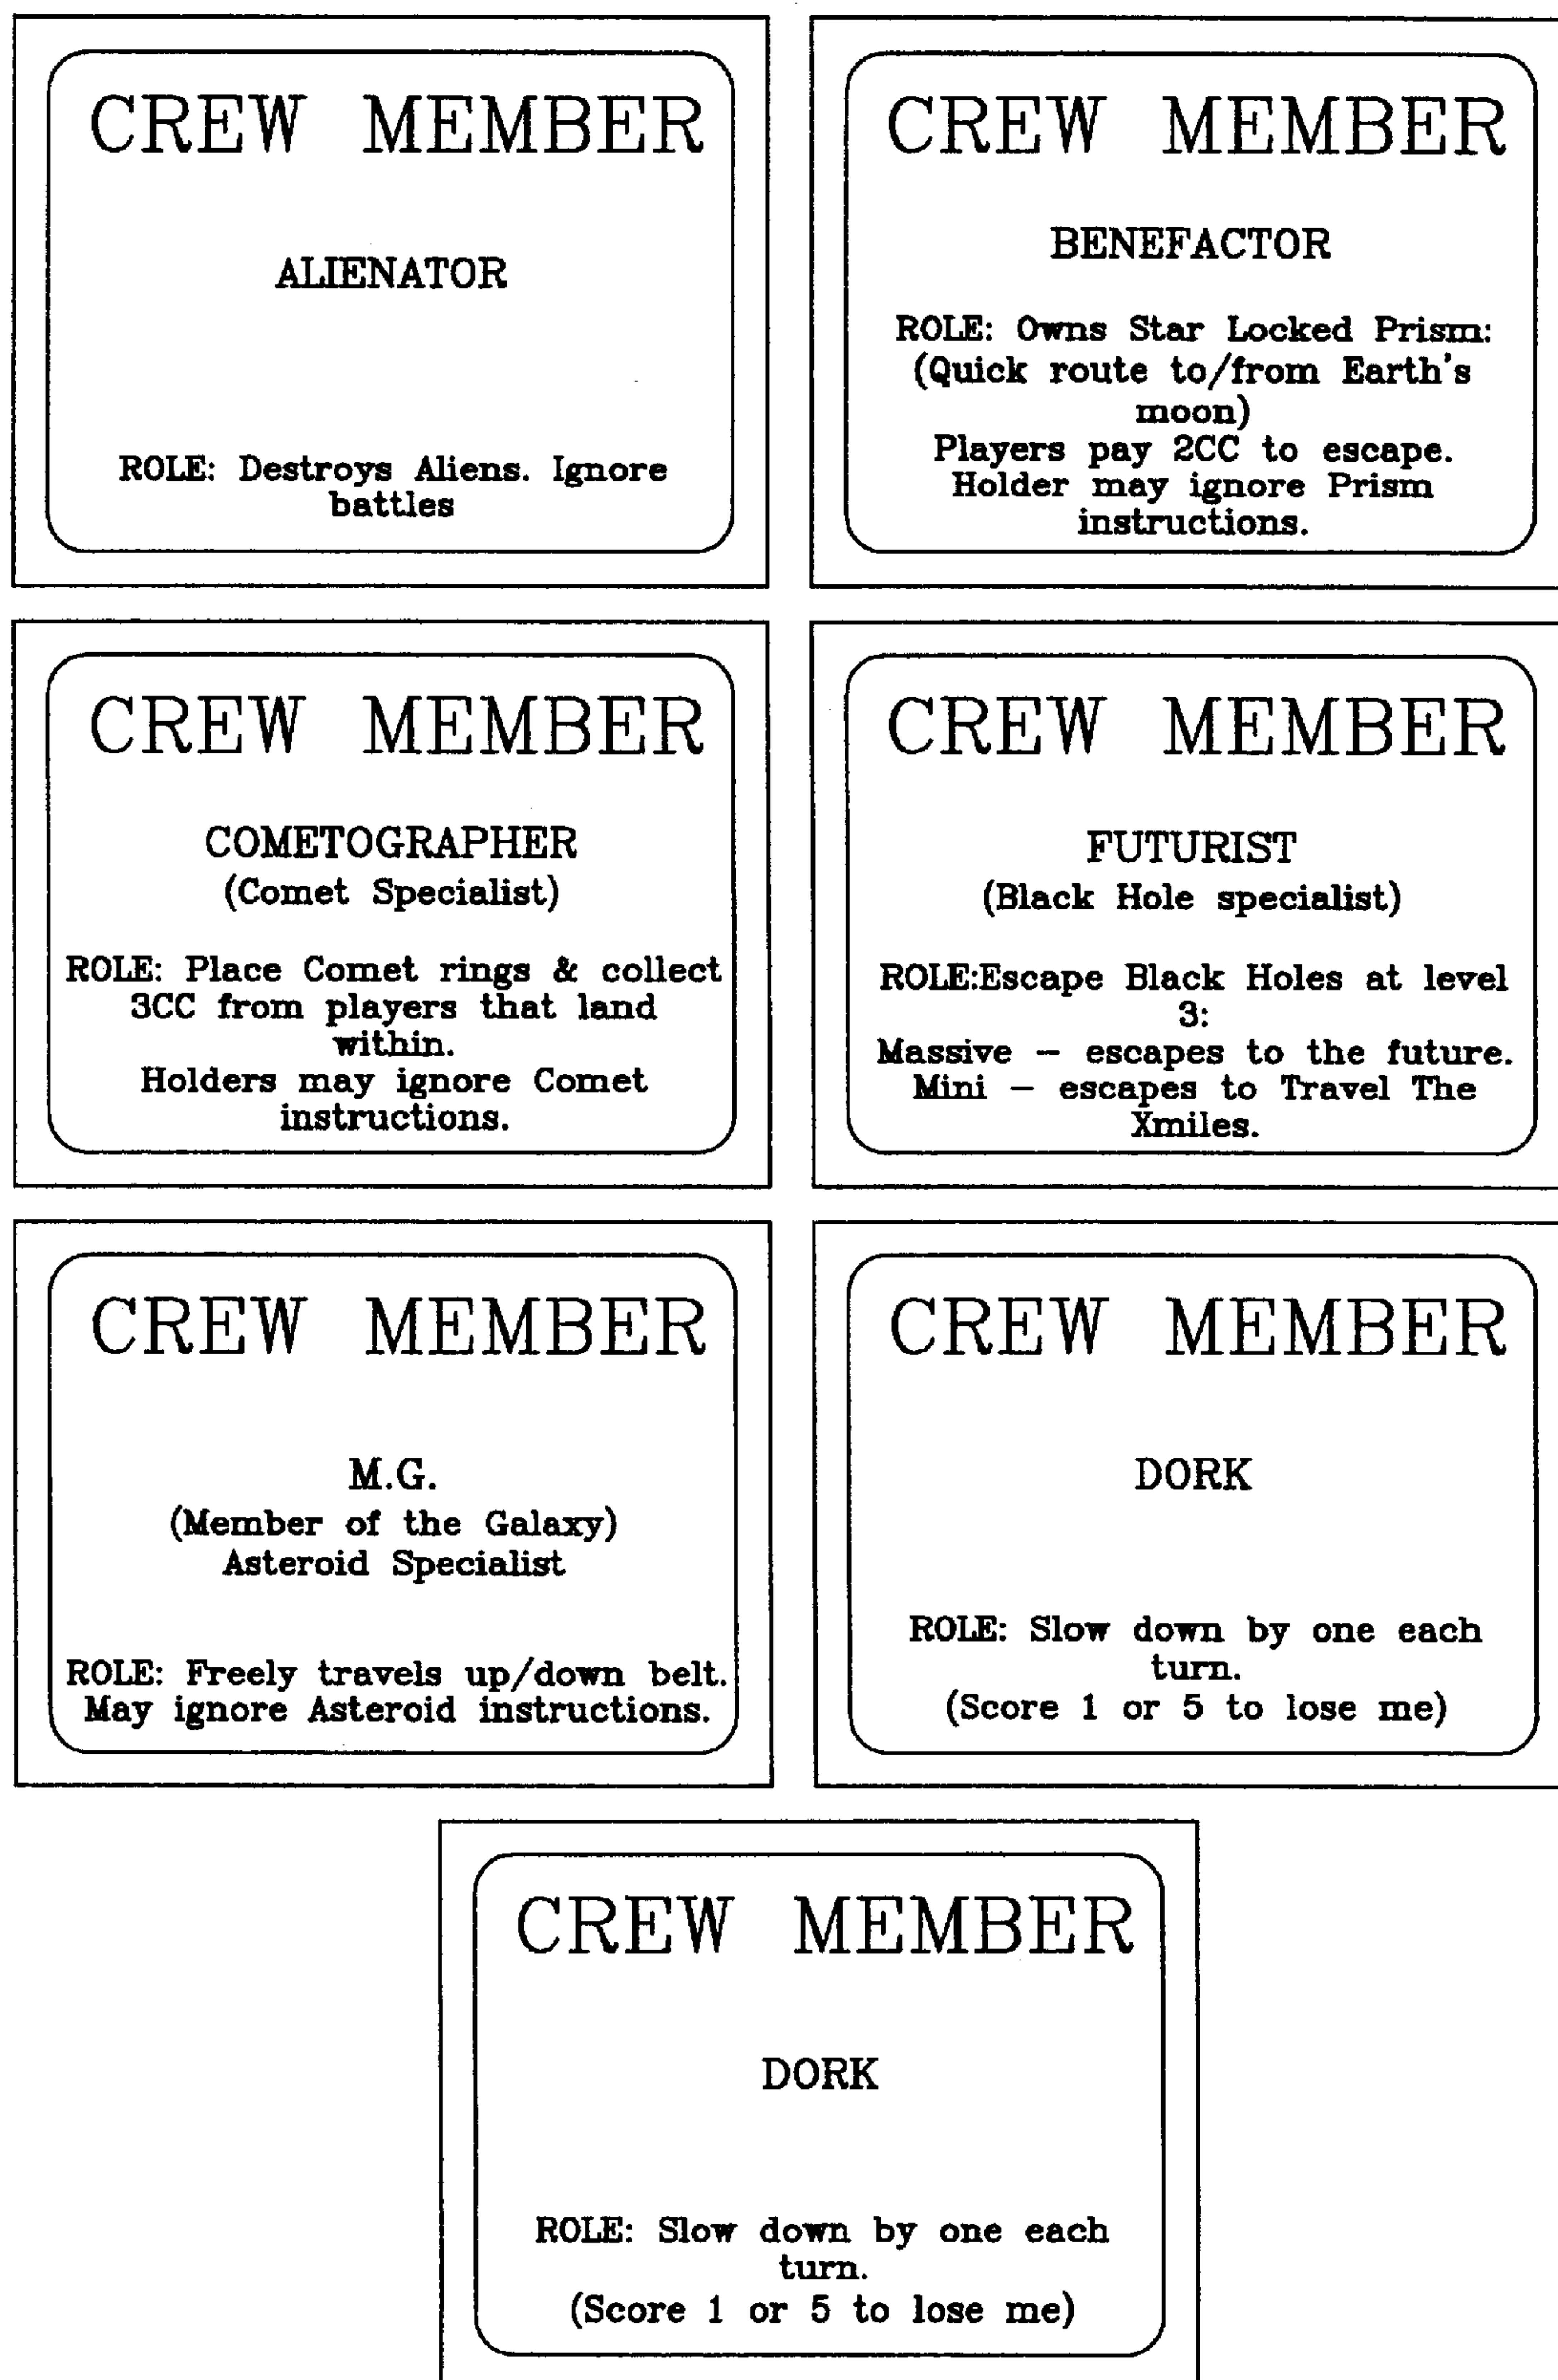 CREW MEMBER
ALIENATOR
ROLE: Destroys Aliens. Ignore
battles
CREW MEMBER
BENEFACTOR
ROLE: Owns Star Locked Prism:
(Quick route to/from Earth's
moon)
Players pay 2CC to escape.
Holder may ignore Prism
instructions.
CREW MEMBER
COMETOGRAPHER
(Comet Specialist)
ROLE: Place Comet rings & collect
3CC from players that land
within.
Holders may ignore Comet
instructions.
CREW MEMBER
FUTURIST
(Black Hole specialist)
ROLE:Escape Black Holes at level
3:
Massive – escapes to the future.
Mini – escapes to Travel The
Xmiles.
CREW MEMBER
M.G.
(Member of the Galaxy)
Asteroid Specialist
ROLE: Freely travels up/down belt.
May ignore Asteroid instructions.
CREW MEMBER
DORK
ROLE: Slow down by one each
turn.
(Score 1 or 5 to lose me)
CREW MEMBER
DORK
ROLE: Slow down by one each
turn.
(Score 1 or 5 to lose me)